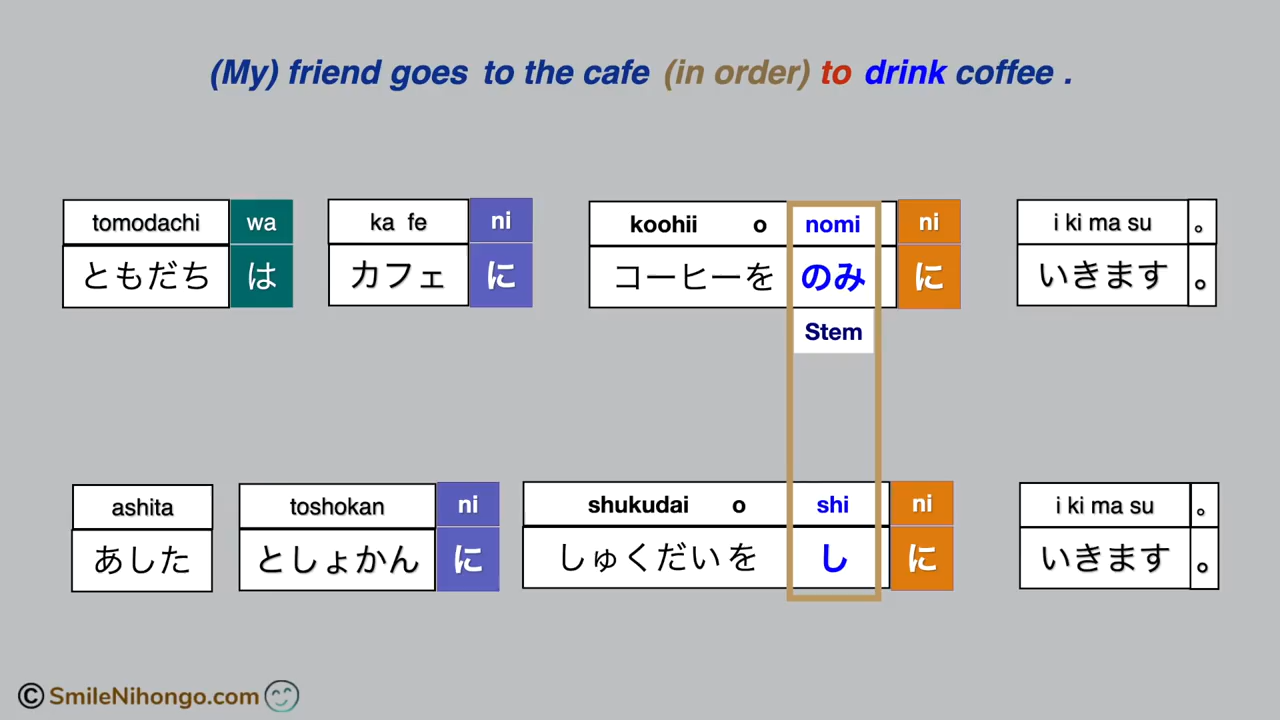 (My) friend goes to the cafe (in order) to drink coffee .
tomodachi wa ka fe ni koohii o nomi ni i ki ma su 。
ともだち は カフェ に コーヒーを のみ に いきます 。
Stem
ashita toshokan ni shukudai o shi ni i ki ma su 。
あした としょかん に しゅくだい を し に いきます 。
© SmileNihongo.com